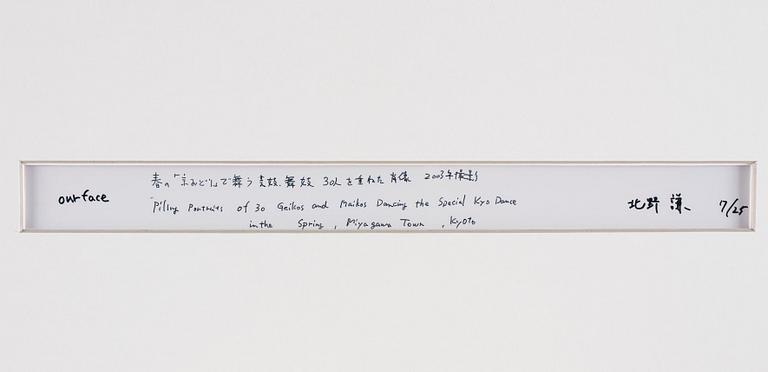 our face
春の「京おどり」で舞う芸妓、舞妓 30人を重ねた肖像 2003年撮影
Piling Portraits of 30 Geikos and Maikos Dancing the Special Kyo Dance
in the Spring, Miyagawa Town, Kyoto
北野 謙
7/25